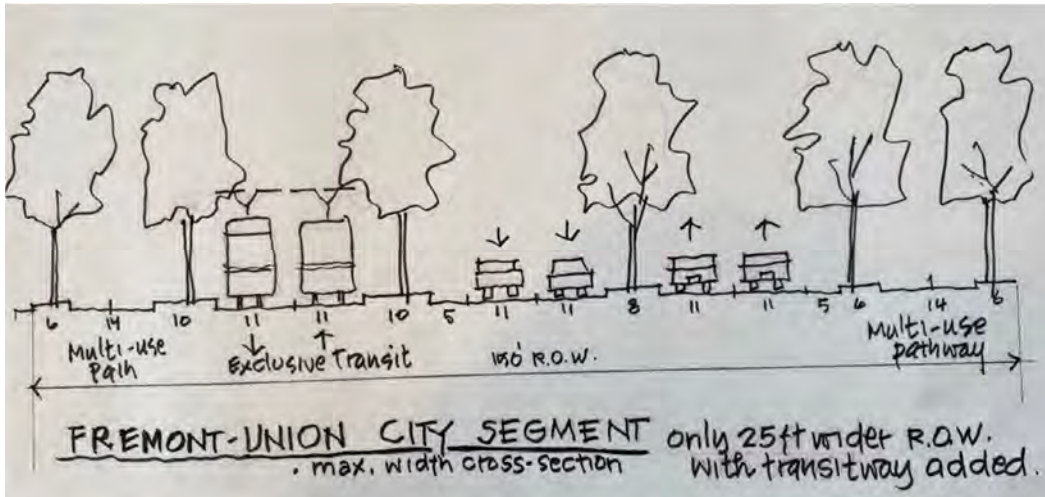 6 14 10 11 11 10 5 11 11 8 11 11 5 6 14 6
Multi-use
Path
Exclusive Transit
150' R.O.W.
Multi-use
pathway
FREMONT-UNION CITY SEGMENT
. max. width cross-section
only 25ft wider R.O.W.
with transitway added.